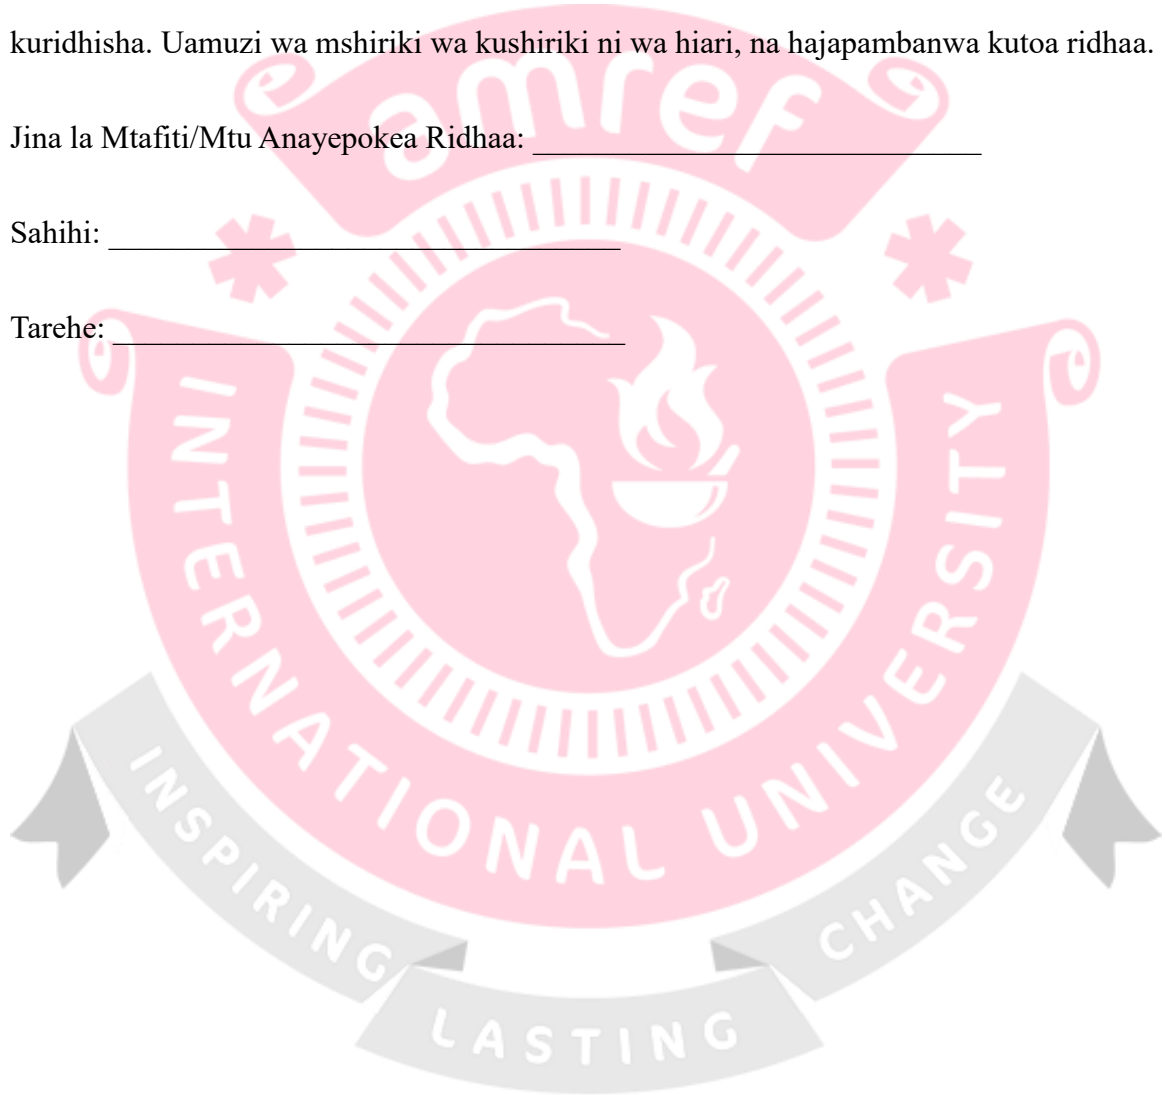 kuridhisha. Uamuzi wa mshiriki wa kushiriki ni wa hiari, na hajapambanwa kutoa ridhaa.
amref
Jina la Mtafiti/Mtu Anayepokea Ridhaa: ____________________________
Sahihi: ________________________________
Tarehe: ________________________________
INTERNATIONAL UNIVERSITY
INSPIRING
LASTING
CHANGE